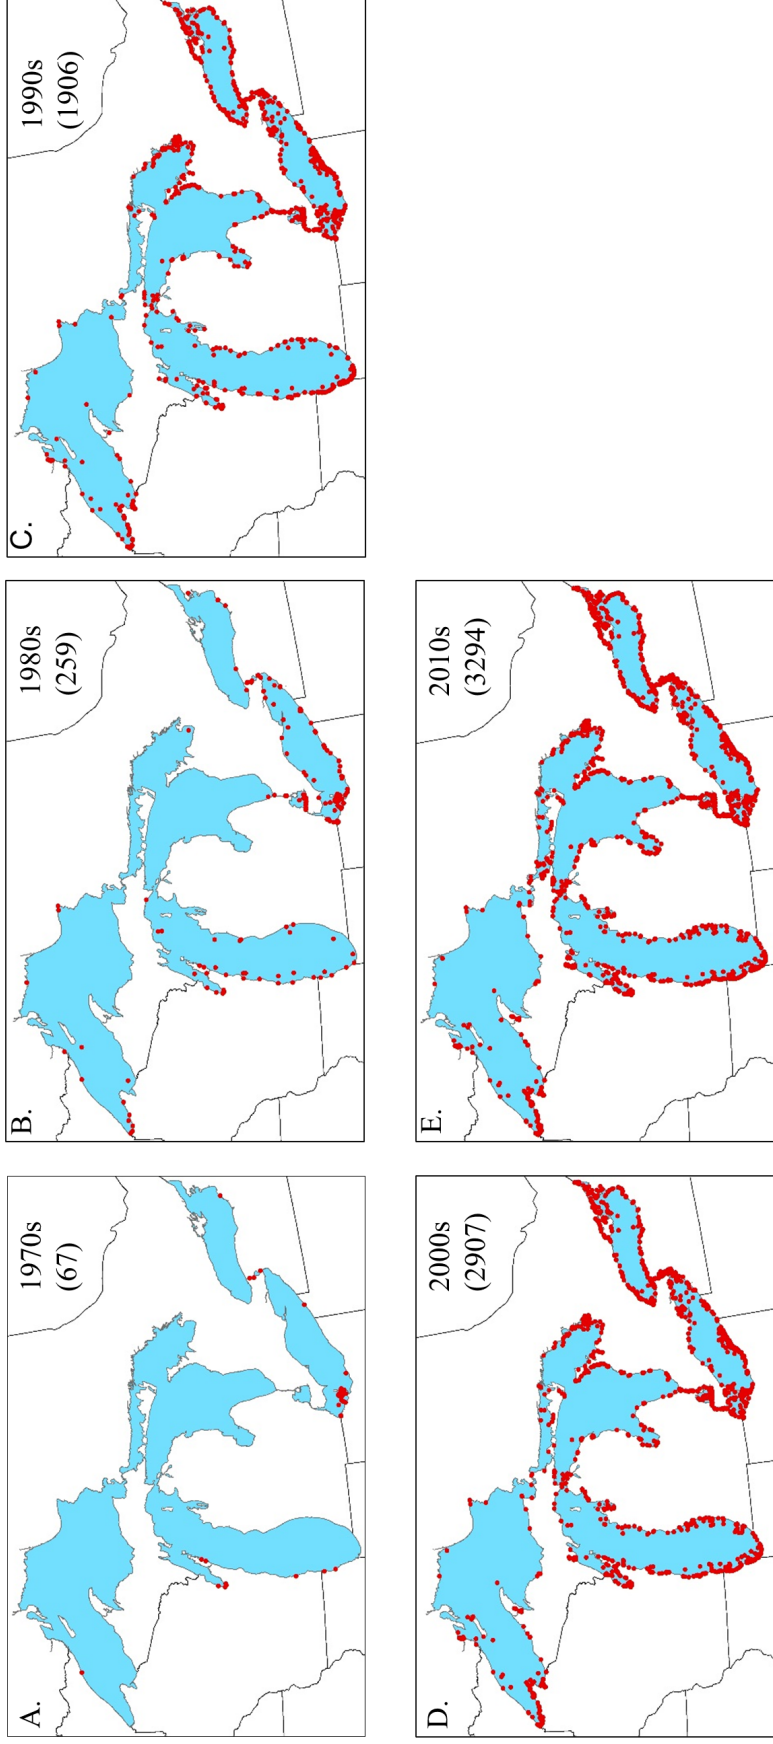 A.
1970s
(67)
B.
1980s
(259)
C.
1990s
(1906)
D.
2000s
(2907)
E.
2010s
(3294)